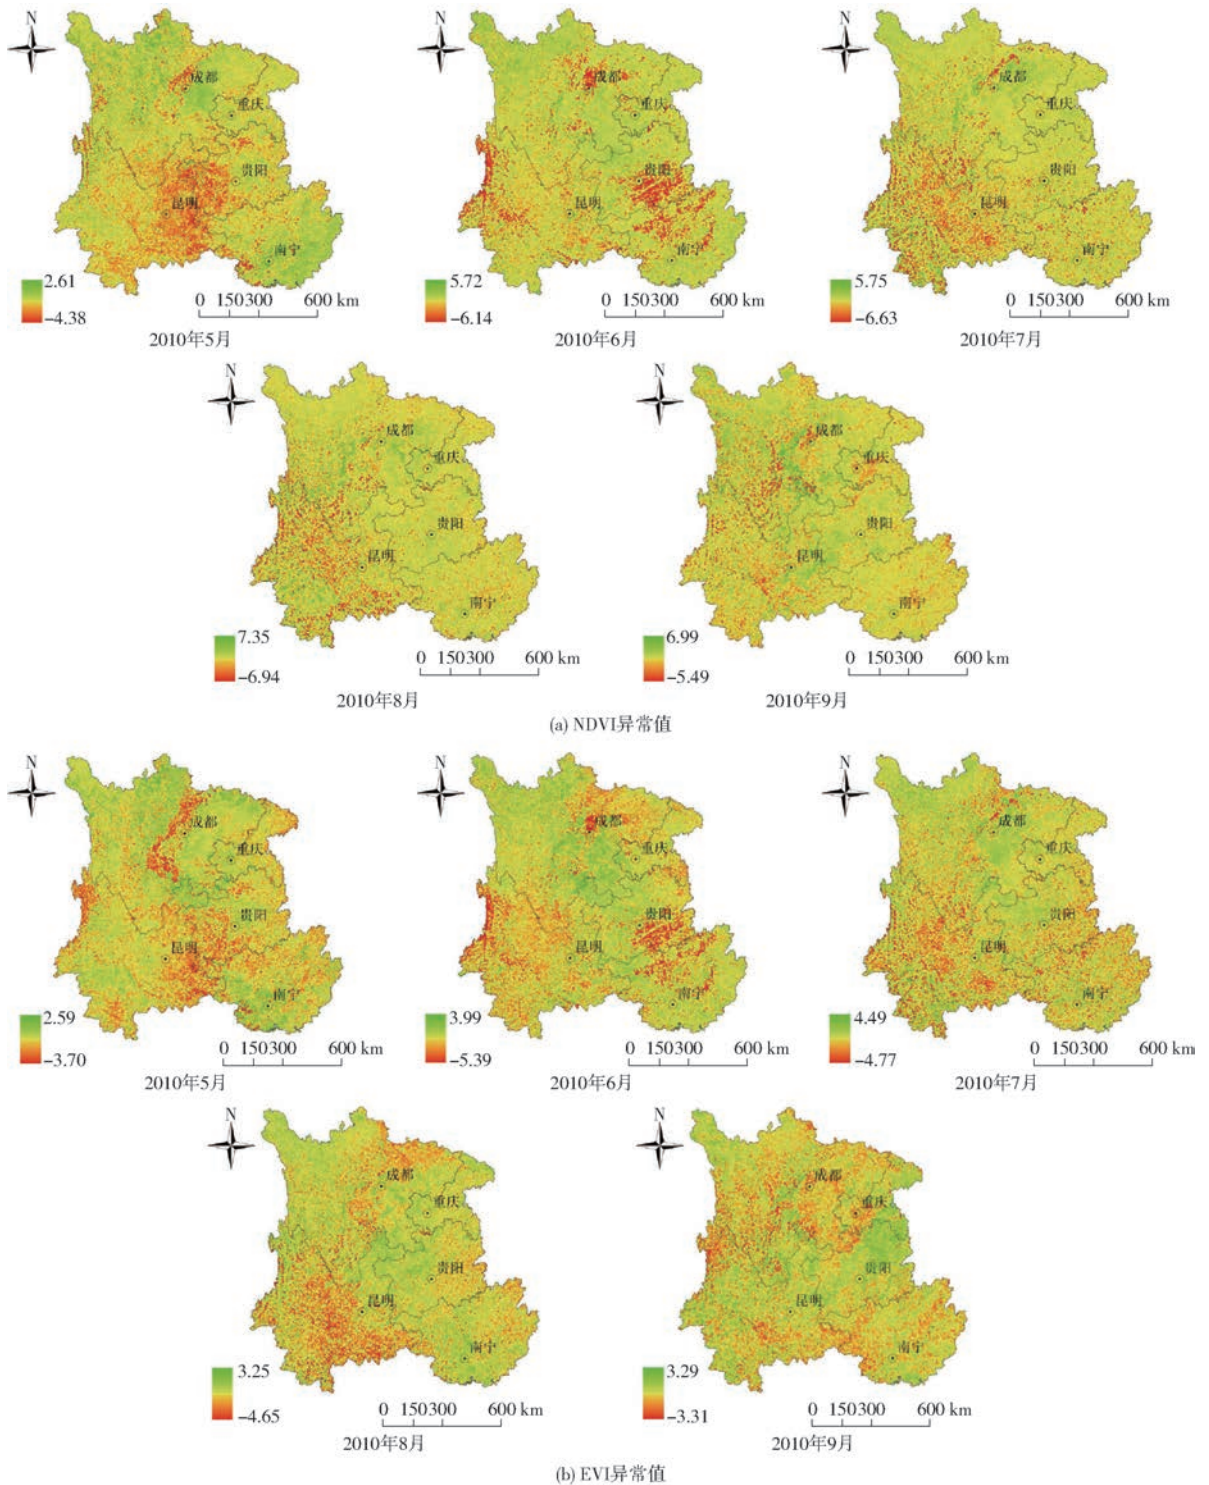 N
成都
重庆
贵阳
昆明
南宁
2.61
-4.38
0 150300 600 km
2010年5月
N
成都
重庆
贵阳
昆明
南宁
5.72
-6.14
0 150300 600 km
2010年6月
N
成都
重庆
贵阳
昆明
南宁
5.75
-6.63
0 150300 600 km
2010年7月
N
成都
重庆
贵阳
昆明
南宁
7.35
-6.94
0 150300 600 km
2010年8月
N
成都
重庆
贵阳
昆明
南宁
6.99
-5.49
0 150300 600 km
2010年9月
(a) NDVI异常值
N
成都
重庆
贵阳
昆明
南宁
2.59
-3.70
0 150300 600 km
2010年5月
N
成都
重庆
贵阳
昆明
南宁
3.99
-5.39
0 150300 600 km
2010年6月
N
成都
重庆
贵阳
昆明
南宁
4.49
-4.77
0 150300 600 km
2010年7月
N
成都
重庆
贵阳
昆明
南宁
3.25
-4.65
0 150300 600 km
2010年8月
N
成都
重庆
贵阳
昆明
南宁
3.29
-3.31
0 150300 600 km
2010年9月
(b) EVI异常值